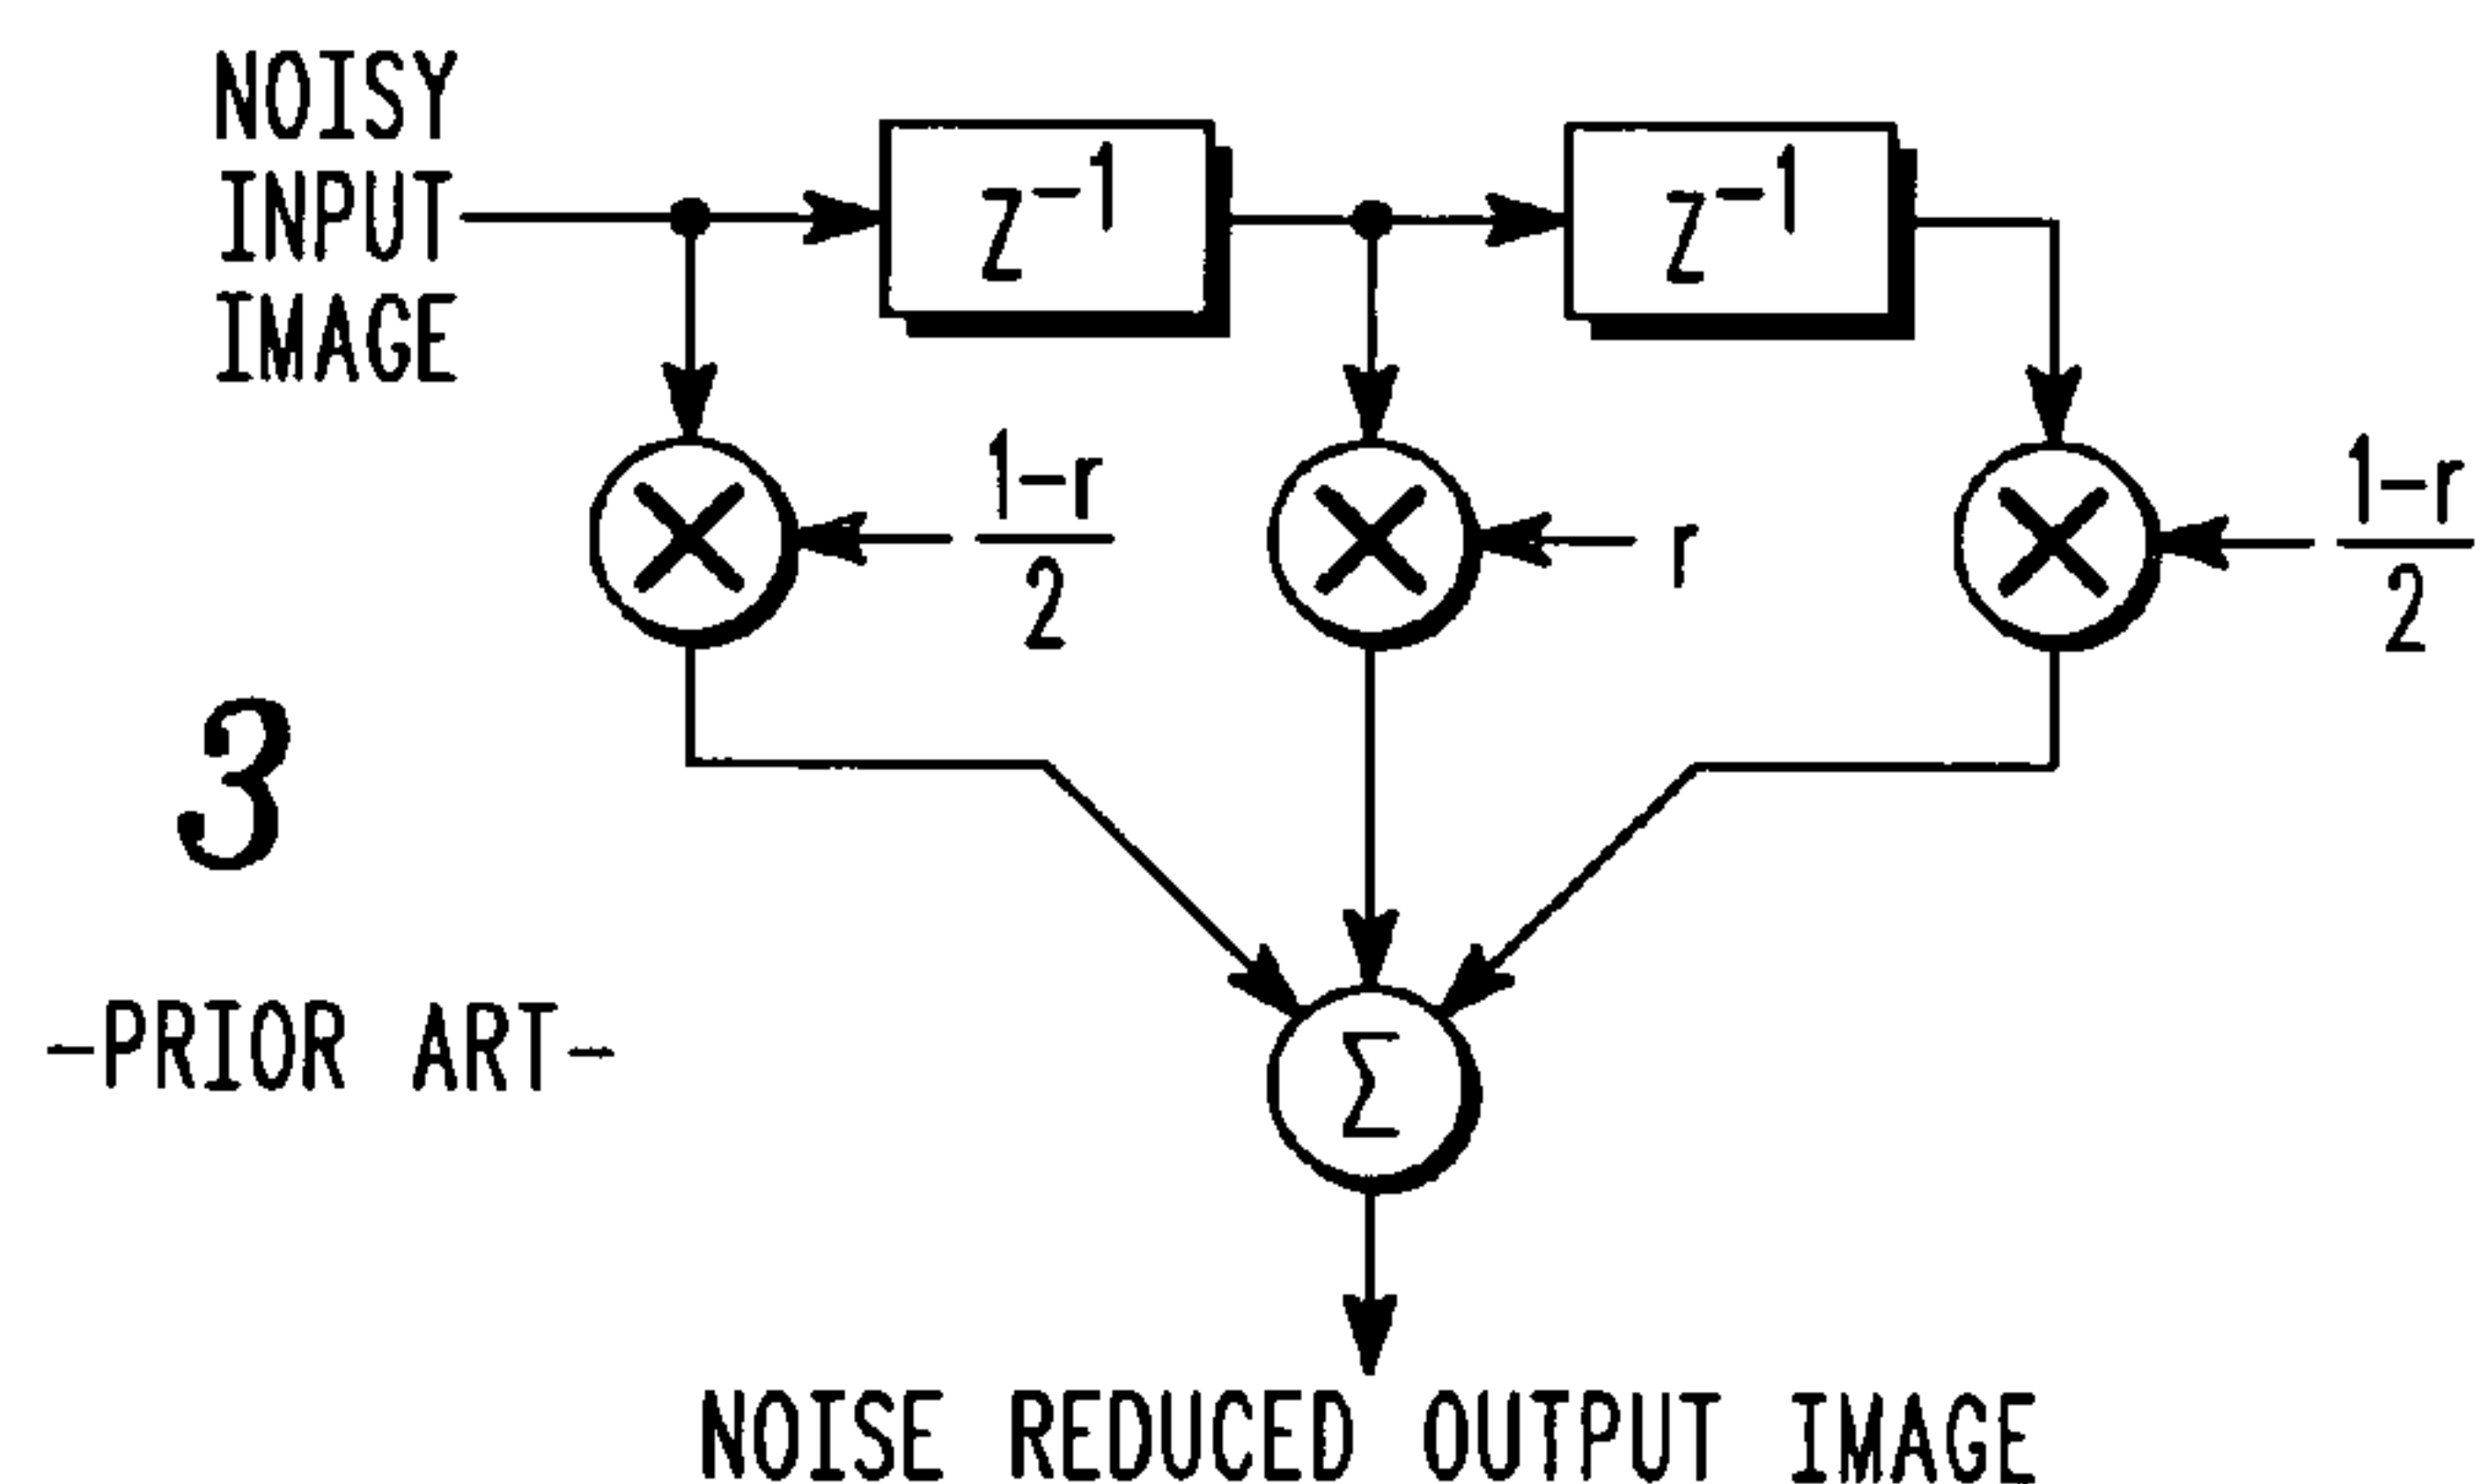 NOISY
INPUT
IMAGE
z⁻¹
z⁻¹
1-r
2
r
1-r
2
3
-PRIOR ART-
Σ
NOISE REDUCED OUTPUT IMAGE